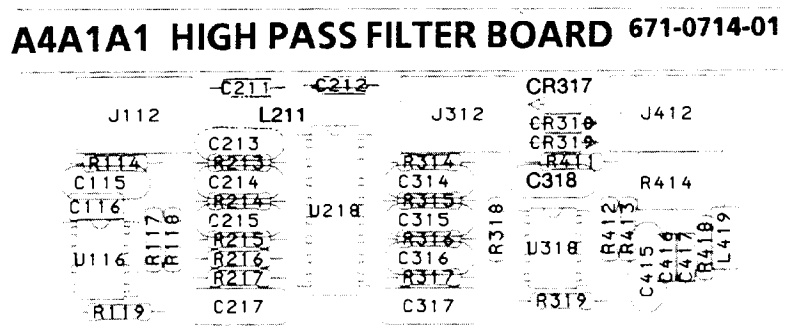 A4A1A1 HIGH PASS FILTER BOARD 671-0714-01
C211 C212 CR317
J112 L211 J312 J412
CR318
C213 CR319
R114 R213 R314 R411
C115 C214 C314 C318 R414
R214 R315
C116 U218
C215 C315
R117 R118 R318 R412 R413
R215 R316
U116 R216 C316 U318 C415 C416 C417 R418 L419
R217 R317
R119 C217 C317 R319